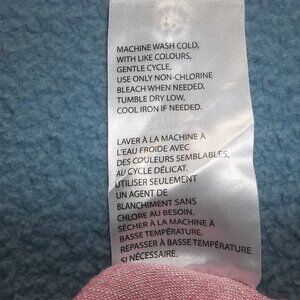 MACHINE WASH COLD,
WITH LIKE COLOURS,
GENTLE CYCLE,
USE ONLY NON-CHLORINE
BLEACH WHEN NEEDED,
TUMBLE DRY LOW,
COOL IRON IF NEEDED.
LAVER À LA MACHINE À
L'EAU FROIDE AVEC
DES COULEURS SEMBLABLES,
AU CYCLE DÉLICAT.
UTILISER SEULEMENT
UN AGENT DE
BLANCHIMENT SANS
CHLORE AU BESOIN.
SÉCHER À LA MACHINE À
BASSE TEMPÉRATURE.
REPASSER À BASSE TEMPÉRATURE
SI NÉCESSAIRE.